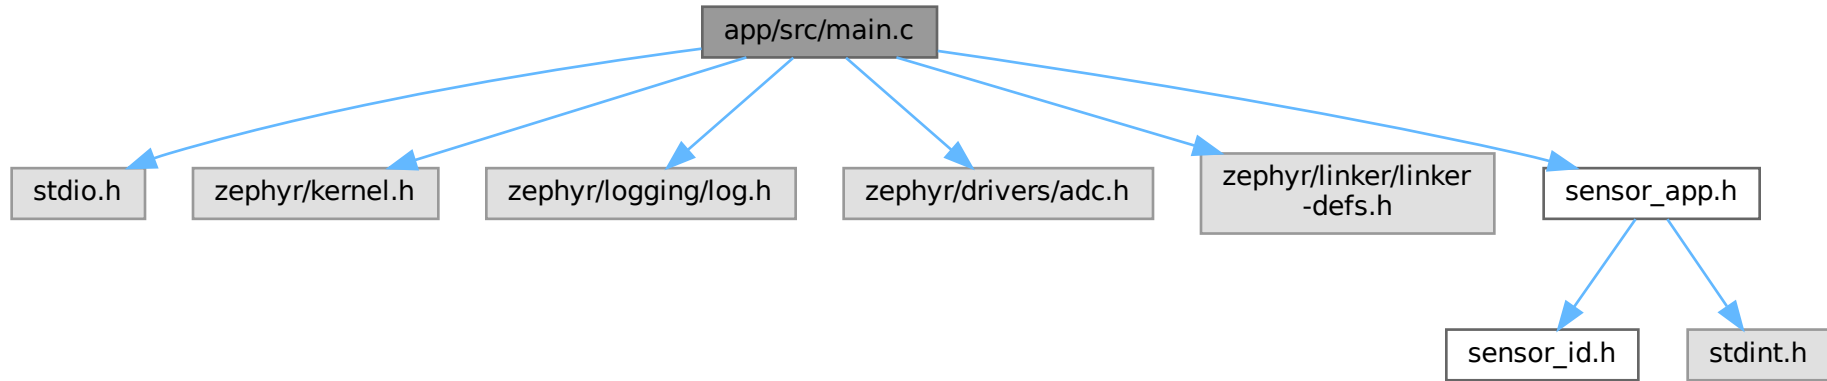 app/src/main.c
stdio.h
zephyr/kernel.h
zephyr/logging/log.h
zephyr/drivers/adc.h
zephyr/linker/linker
-defs.h
sensor_app.h
sensor_id.h
stdint.h